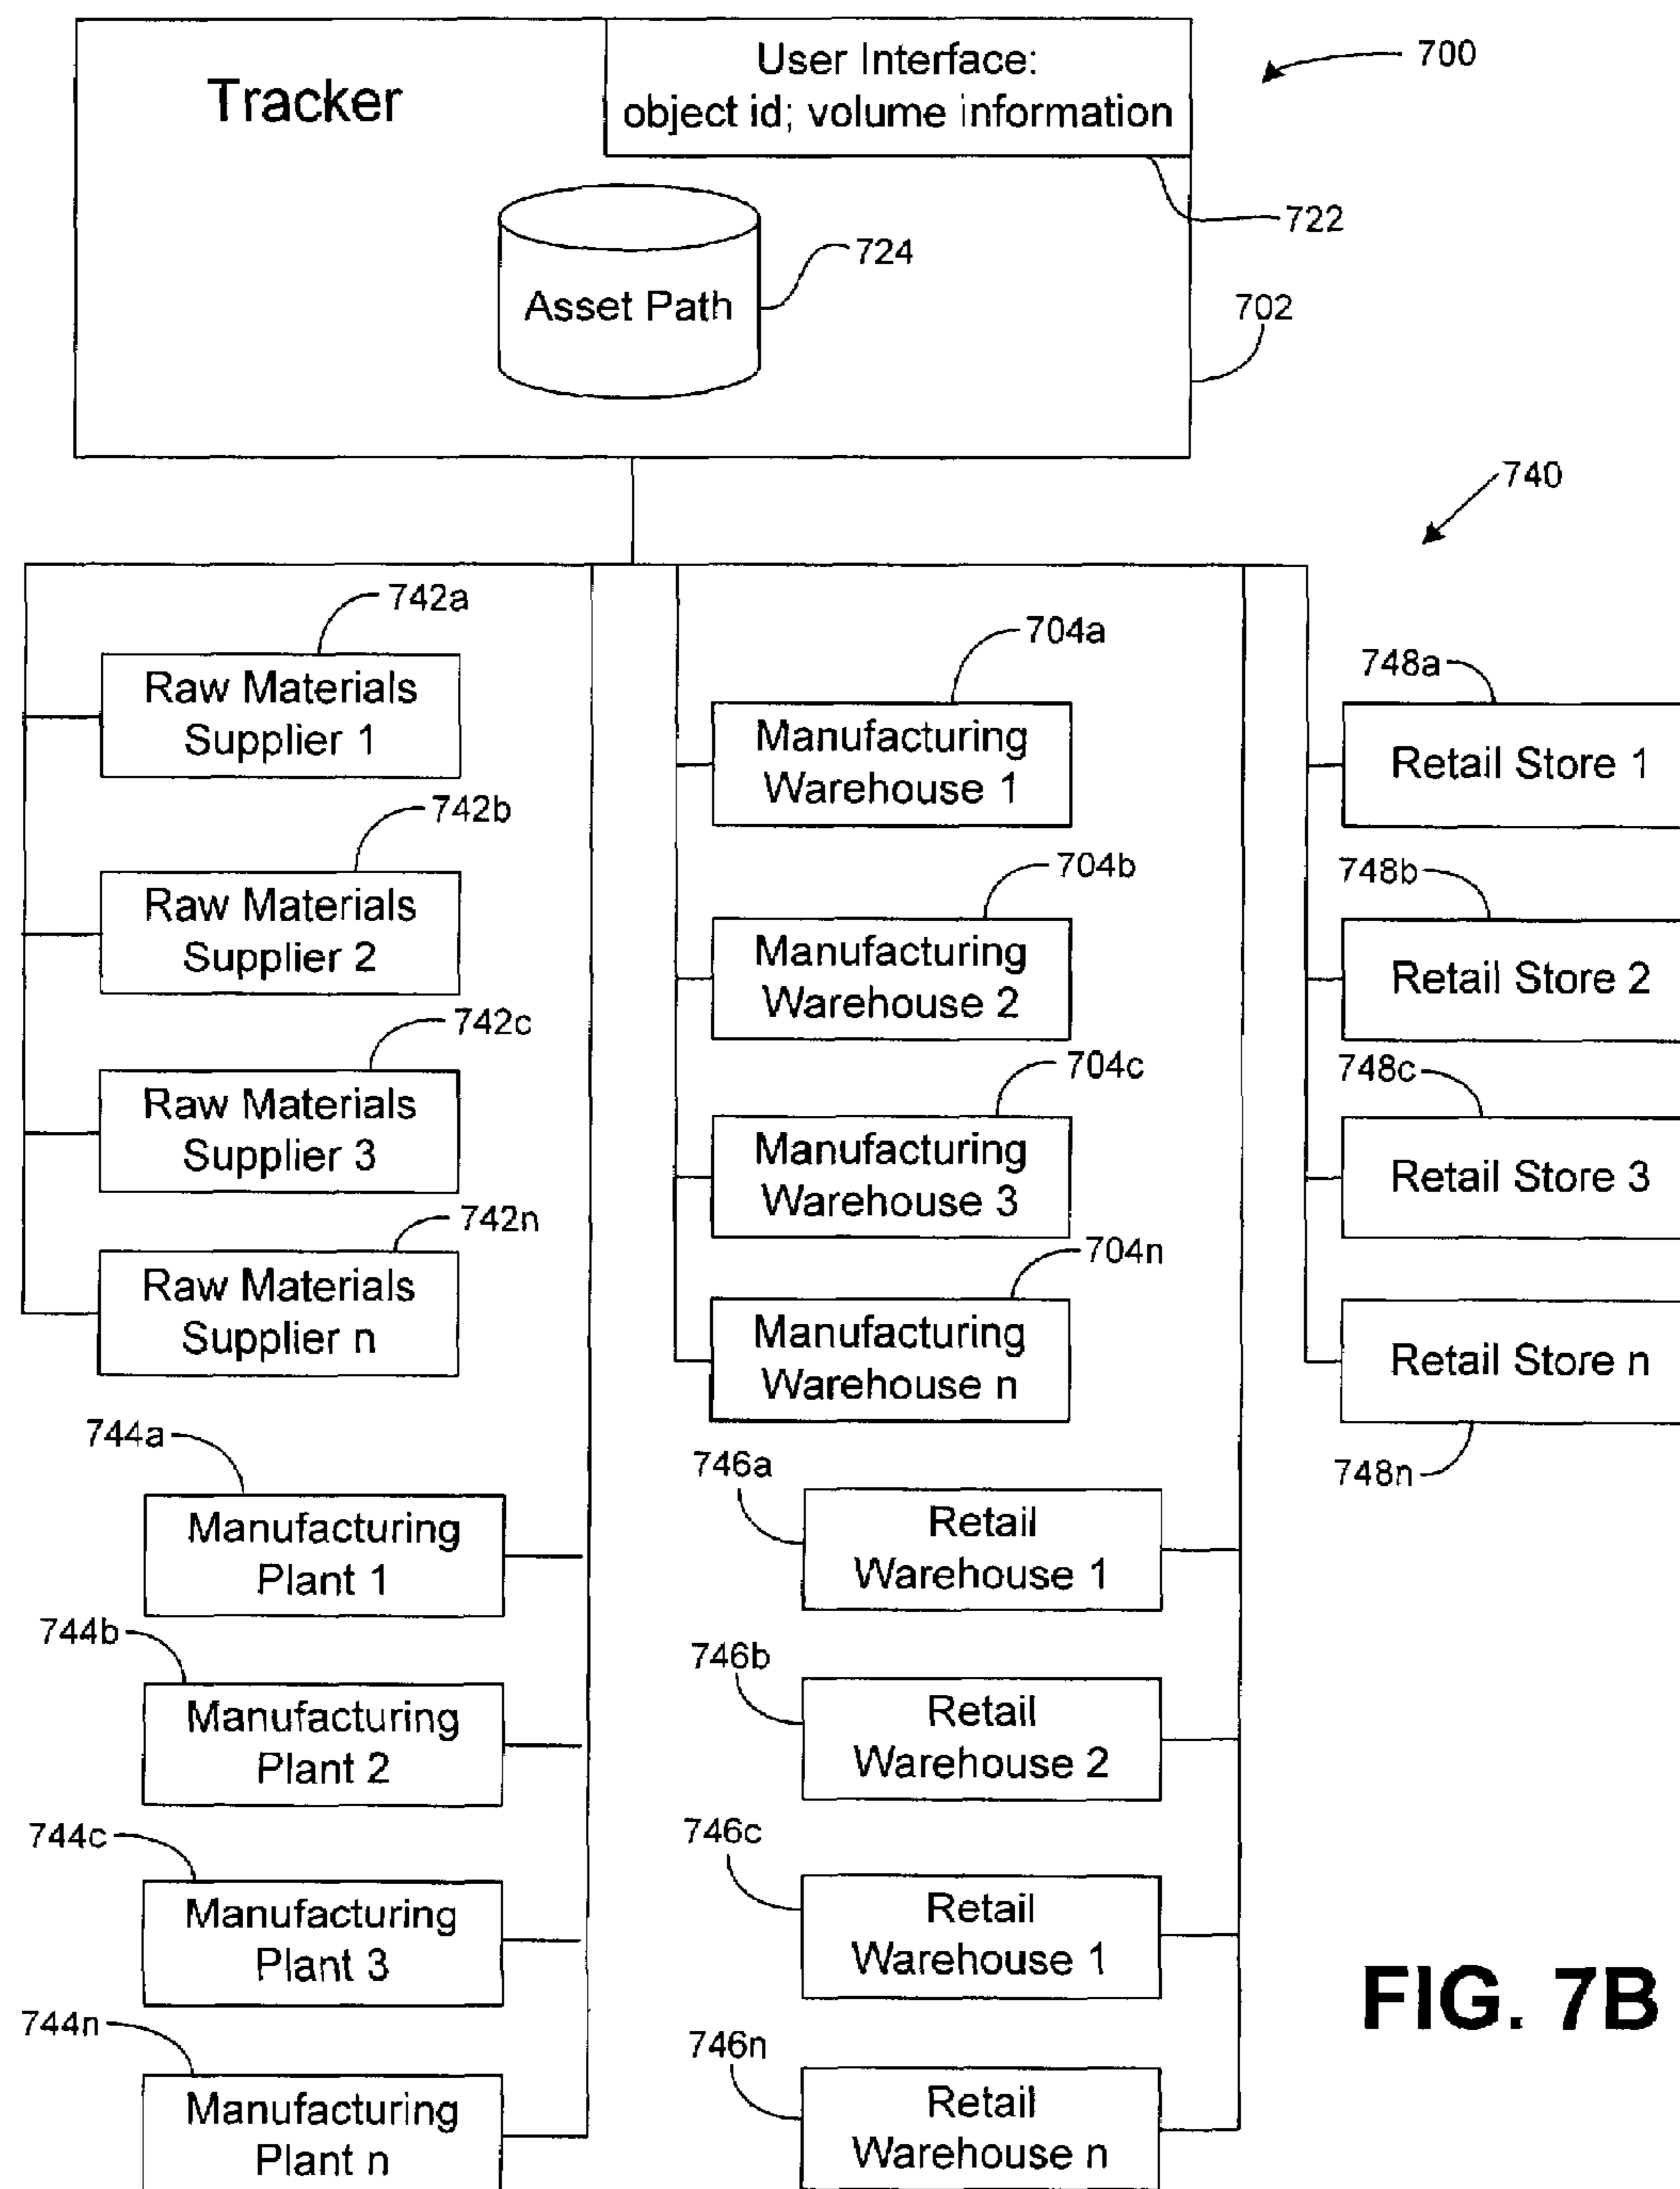 Tracker
User Interface:
object id; volume information
700
722
724
Asset Path
702
740
742a
Raw Materials
Supplier 1
742b
Raw Materials
Supplier 2
742c
Raw Materials
Supplier 3
742n
Raw Materials
Supplier n
744a
Manufacturing
Plant 1
744b
Manufacturing
Plant 2
744c
Manufacturing
Plant 3
744n
Manufacturing
Plant n
704a
Manufacturing
Warehouse 1
704b
Manufacturing
Warehouse 2
704c
Manufacturing
Warehouse 3
704n
Manufacturing
Warehouse n
746a
Retail
Warehouse 1
746b
Retail
Warehouse 2
746c
Retail
Warehouse 1
746n
Retail
Warehouse n
748a
Retail Store 1
748b
Retail Store 2
748c
Retail Store 3
Retail Store n
748n
FIG. 7B